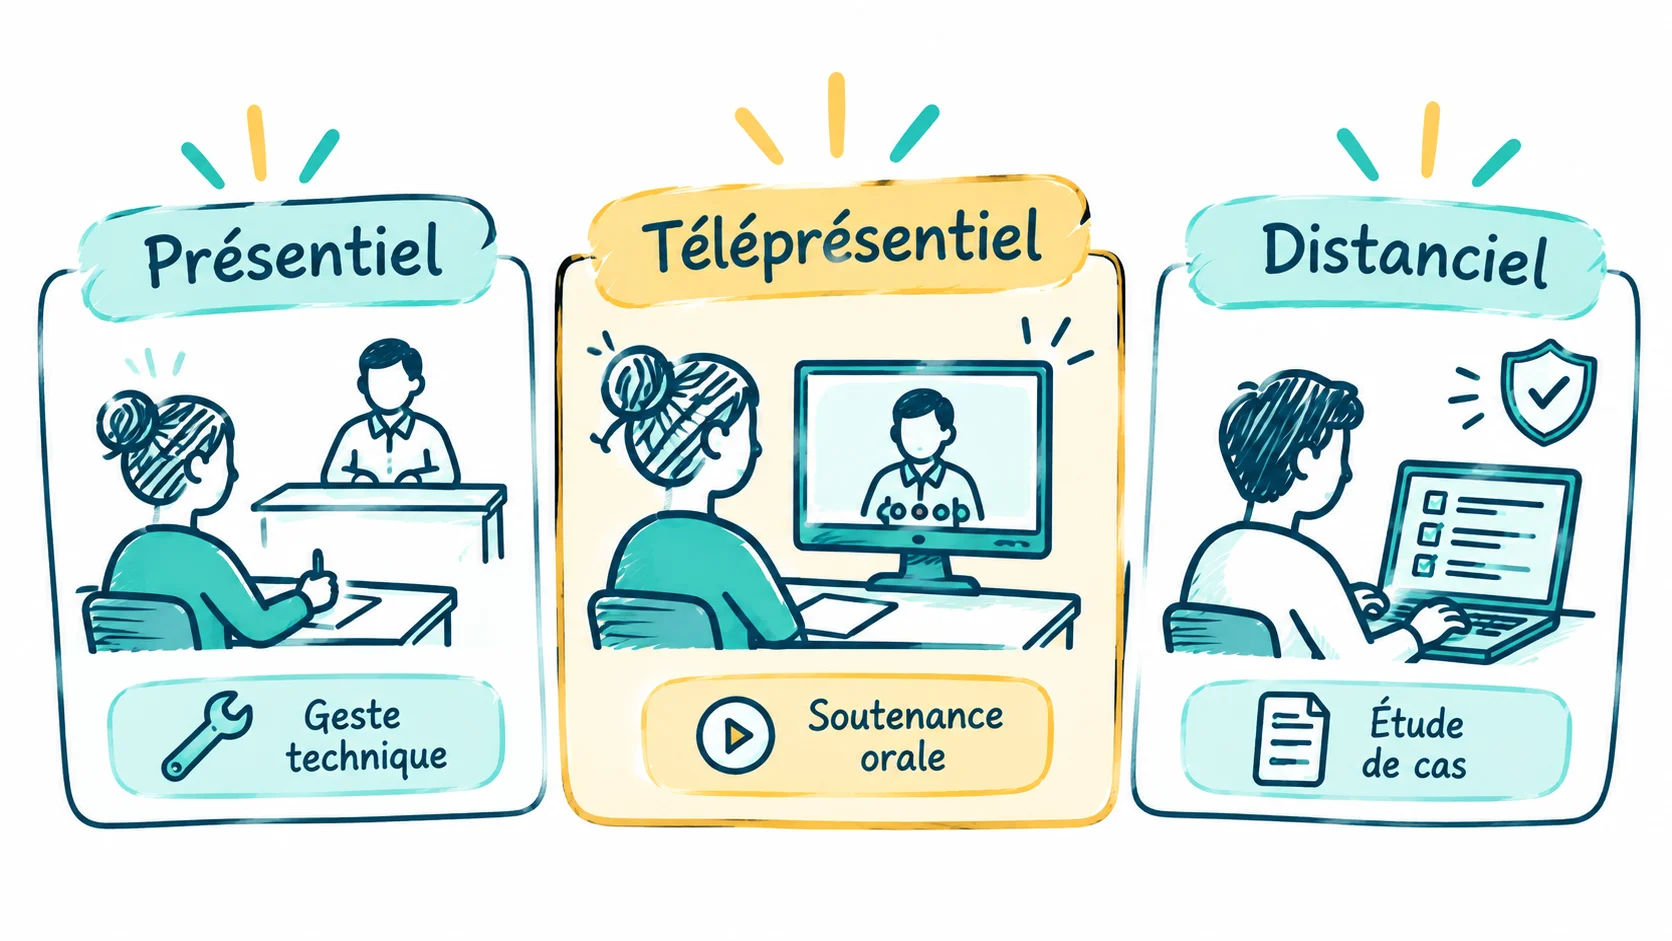 Présentiel
Téléprésentiel
Distanciel
Geste
technique
Soutenance
orale
Étude
de cas